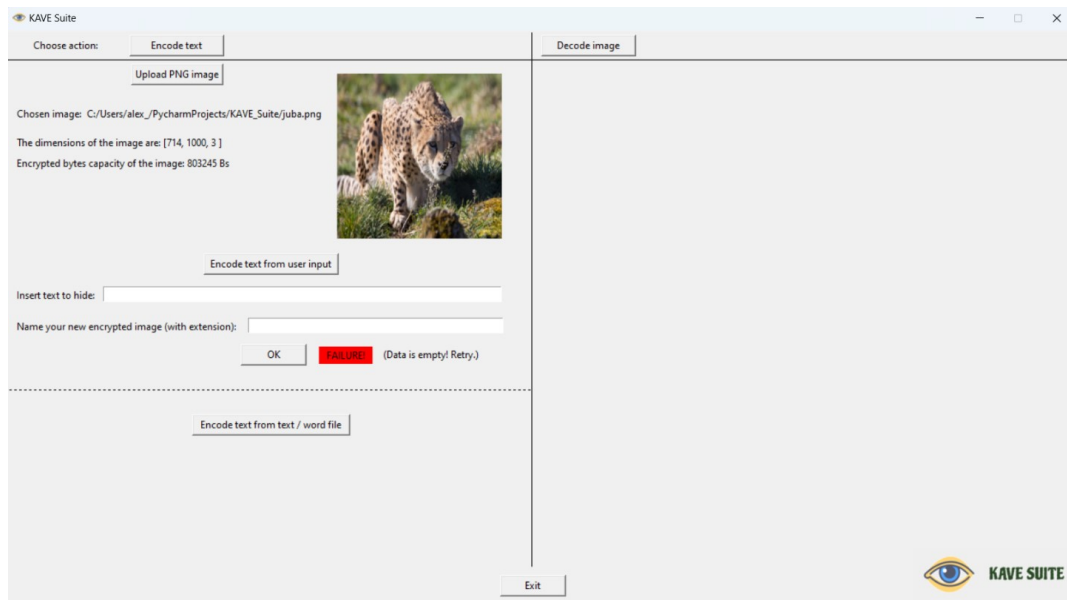 KAVE Suite
Choose action: Encode text
Decode image
Upload PNG image
Chosen image: C:/Users/alex_/PycharmProjects/KAVE_Suite/juba.png
The dimensions of the image are: [714, 1000, 3 ]
Encrypted bytes capacity of the image: 803245 Bs
Encode text from user input
Insert text to hide:
Name your new encrypted image (with extension):
OK FAILURE! (Data is empty! Retry.)
Encode text from text / word file
Exit
KAVE SUITE